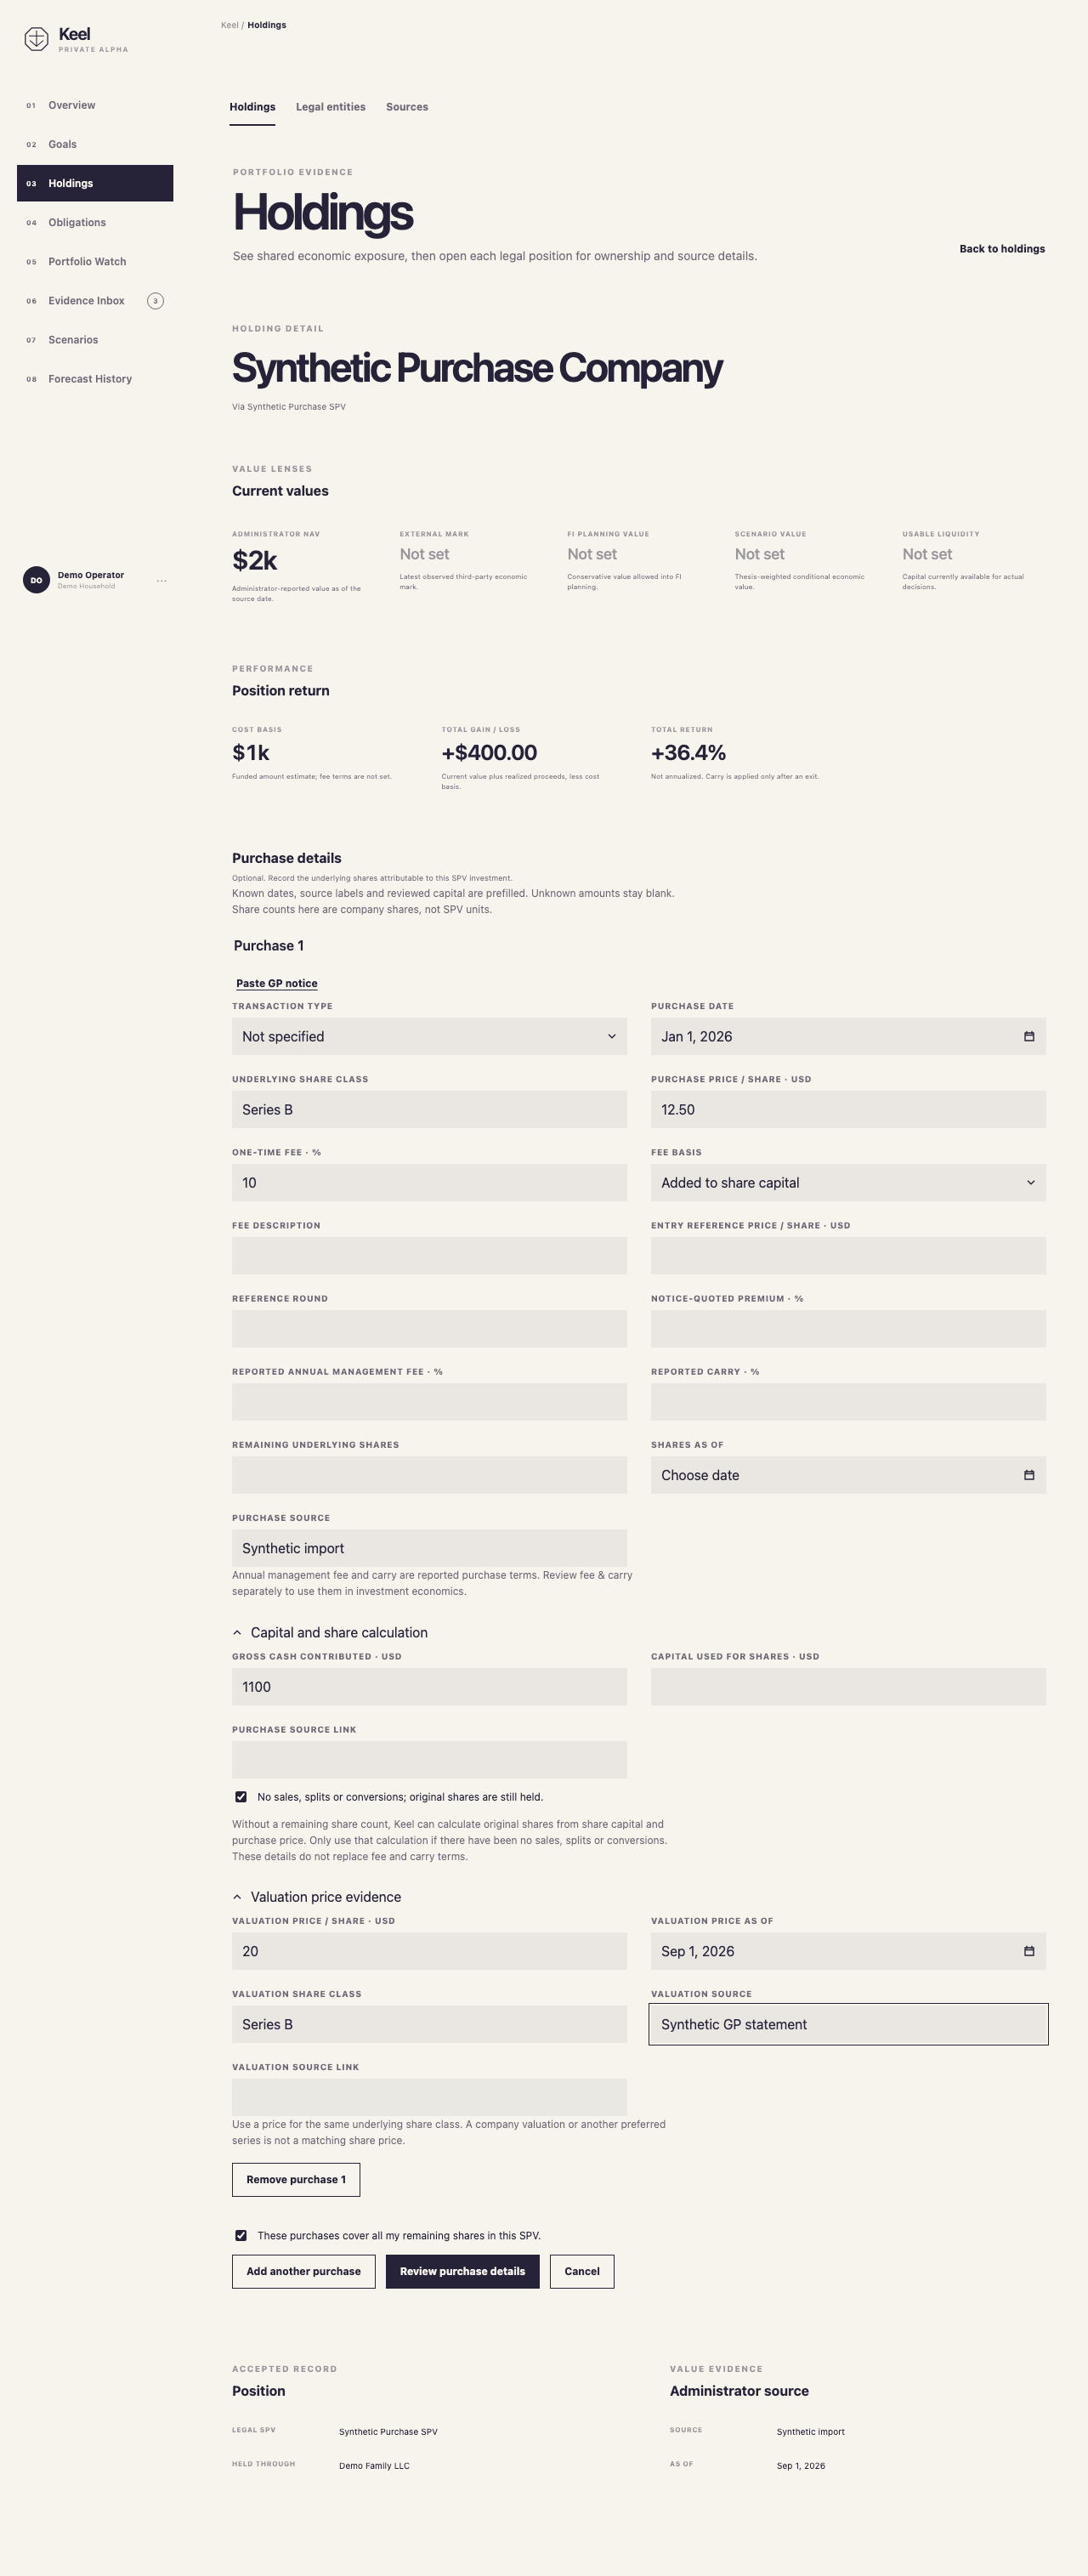 Keel
PRIVATE ALPHA
01 Overview
02 Goals
03 Holdings
04 Obligations
05 Portfolio Watch
06 Evidence Inbox 3
07 Scenarios
08 Forecast History
DO Demo Operator
Demo Household
...
Keel / Holdings
Holdings Legal entities Sources
PORTFOLIO EVIDENCE
Holdings
See shared economic exposure, then open each legal position for ownership and source details.
Back to holdings
HOLDING DETAIL
Synthetic Purchase Company
Via Synthetic Purchase SPV
VALUE LENSES
Current values
ADMINISTRATOR NAV
$2k
Administrator-reported value as of the
source date.
EXTERNAL MARK
Not set
Latest observed third-party economic
mark.
FI PLANNING VALUE
Not set
Conservative value allowed into FI
planning.
SCENARIO VALUE
Not set
Thesis-weighted conditional economic
value.
USABLE LIQUIDITY
Not set
Capital currently available for actual
decisions.
PERFORMANCE
Position return
COST BASIS
$1k
Funded amount estimate; fee terms are not set.
TOTAL GAIN / LOSS
+$400.00
Current value plus realized proceeds, less cost
basis.
TOTAL RETURN
+36.4%
Not annualized. Carry is applied only after an exit.
Purchase details
Optional. Record the underlying shares attributable to this SPV investment.
Known dates, source labels and reviewed capital are prefilled. Unknown amounts stay blank.
Share counts here are company shares, not SPV units.
Purchase 1
Paste GP notice
TRANSACTION TYPE
Not specified
PURCHASE DATE
Jan 1, 2026
UNDERLYING SHARE CLASS
Series B
PURCHASE PRICE / SHARE · USD
12.50
ONE-TIME FEE · %
10
FEE BASIS
Added to share capital
FEE DESCRIPTION
ENTRY REFERENCE PRICE / SHARE · USD
REFERENCE ROUND
NOTICE-QUOTED PREMIUM · %
REPORTED ANNUAL MANAGEMENT FEE · %
REPORTED CARRY · %
REMAINING UNDERLYING SHARES
SHARES AS OF
Choose date
PURCHASE SOURCE
Synthetic import
Annual management fee and carry are reported purchase terms. Review fee & carry
separately to use them in investment economics.
Capital and share calculation
GROSS CASH CONTRIBUTED · USD
1100
CAPITAL USED FOR SHARES · USD
PURCHASE SOURCE LINK
No sales, splits or conversions; original shares are still held.
Without a remaining share count, Keel can calculate original shares from share capital and
purchase price. Only use that calculation if there have been no sales, splits or conversions.
These details do not replace fee and carry terms.
Valuation price evidence
VALUATION PRICE / SHARE · USD
20
VALUATION PRICE AS OF
Sep 1, 2026
VALUATION SHARE CLASS
Series B
VALUATION SOURCE
Synthetic GP statement
VALUATION SOURCE LINK
Use a price for the same underlying share class. A company valuation or another preferred
series is not a matching share price.
Remove purchase 1
These purchases cover all my remaining shares in this SPV.
Add another purchase Review purchase details Cancel
ACCEPTED RECORD
Position
LEGAL SPV Synthetic Purchase SPV
HELD THROUGH Demo Family LLC
VALUE EVIDENCE
Administrator source
SOURCE Synthetic import
AS OF Sep 1, 2026